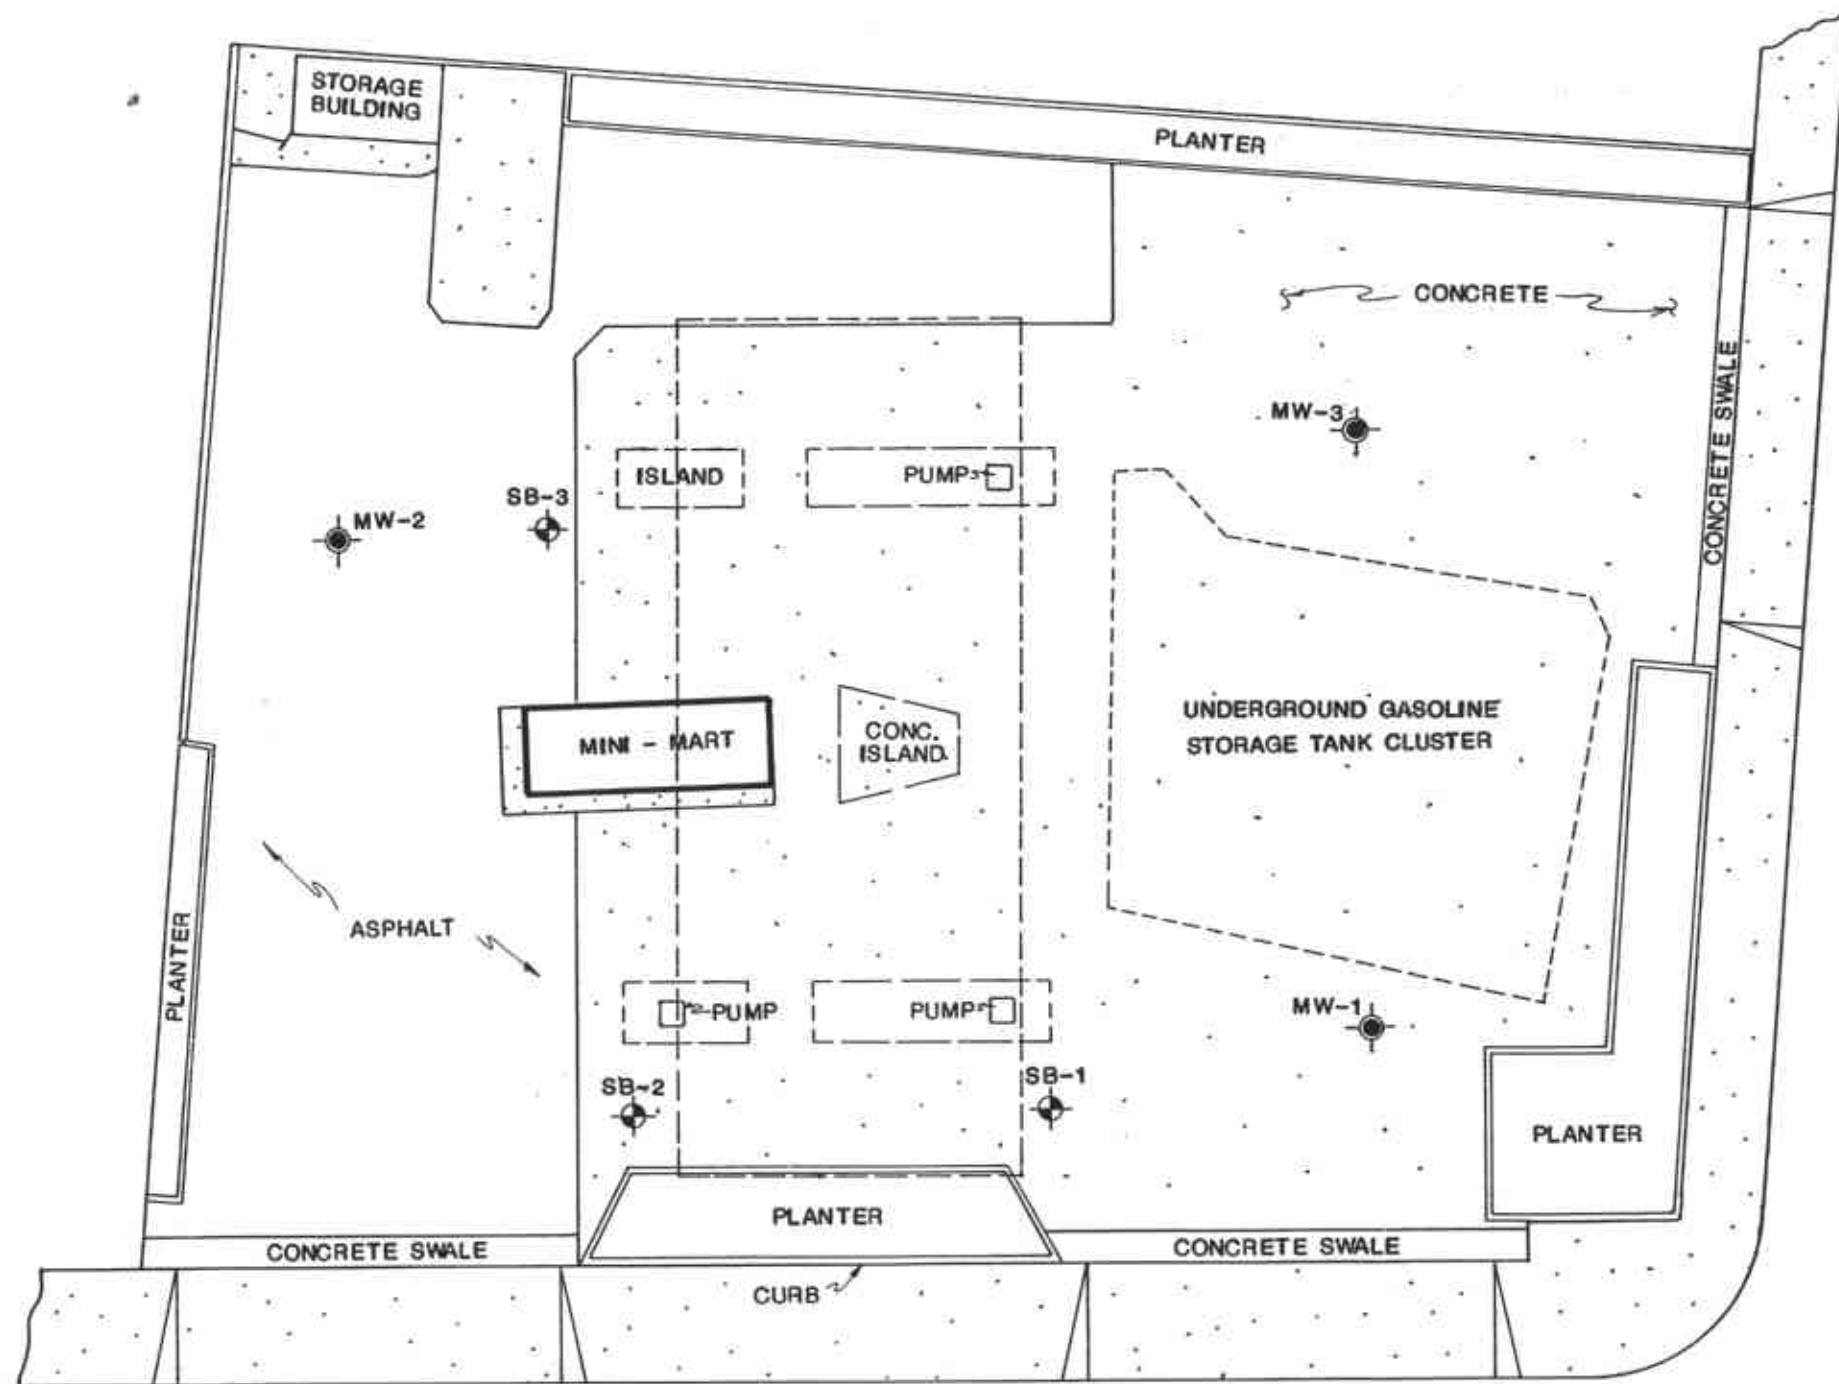 STORAGE
BUILDING
PLANTER
CONCRETE
CONCRETE SWALE
MW-3
ISLAND
PUMP
SB-3
MW-2
UNDERGROUND GASOLINE
STORAGE TANK CLUSTER
MINI - MART
CONC.
ISLAND
ASPHALT
PLANTER
PUMP
PUMP
MW-1
SB-2
SB-1
PLANTER
PLANTER
CONCRETE SWALE
CONCRETE SWALE
CURB